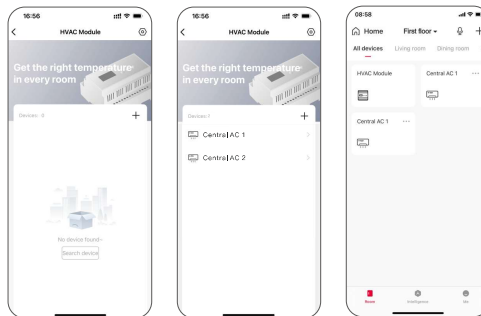 16:56
HVAC Module
Get the right temperature
in every room
Devices: 0
No device found~
Search device
16:56
HVAC Module
Get the right temperature
in every room
Devices: 1
Central AC 1
Central AC 2
08:58
Home
First floor
All devices
Living room
Dining room
HVAC Module
Central AC 1
Central AC 1
Room
Intelligence
Me